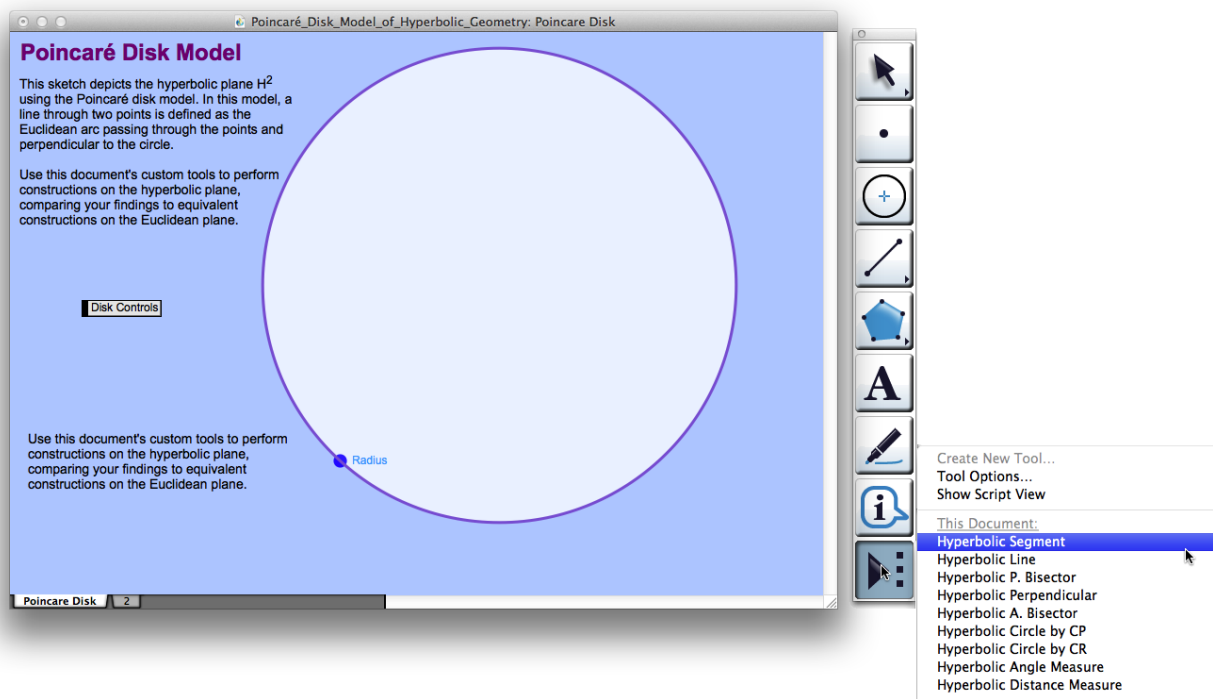 Poincaré_Disk_Model_of_Hyperbolic_Geometry: Poincare Disk
Poincaré Disk Model
This sketch depicts the hyperbolic plane H2
using the Poincaré disk model. In this model, a
line through two points is defined as the
Euclidean arc passing through the points and
perpendicular to the circle.
Use this document's custom tools to perform
constructions on the hyperbolic plane,
comparing your findings to equivalent
constructions on the Euclidean plane.
Disk Controls
Use this document's custom tools to perform
constructions on the hyperbolic plane,
comparing your findings to equivalent
constructions on the Euclidean plane.
Radius
Poincare Disk
2
A
i
Create New Tool...
Tool Options...
Show Script View
This Document:
Hyperbolic Segment
Hyperbolic Line
Hyperbolic P. Bisector
Hyperbolic Perpendicular
Hyperbolic A. Bisector
Hyperbolic Circle by CP
Hyperbolic Circle by CR
Hyperbolic Angle Measure
Hyperbolic Distance Measure